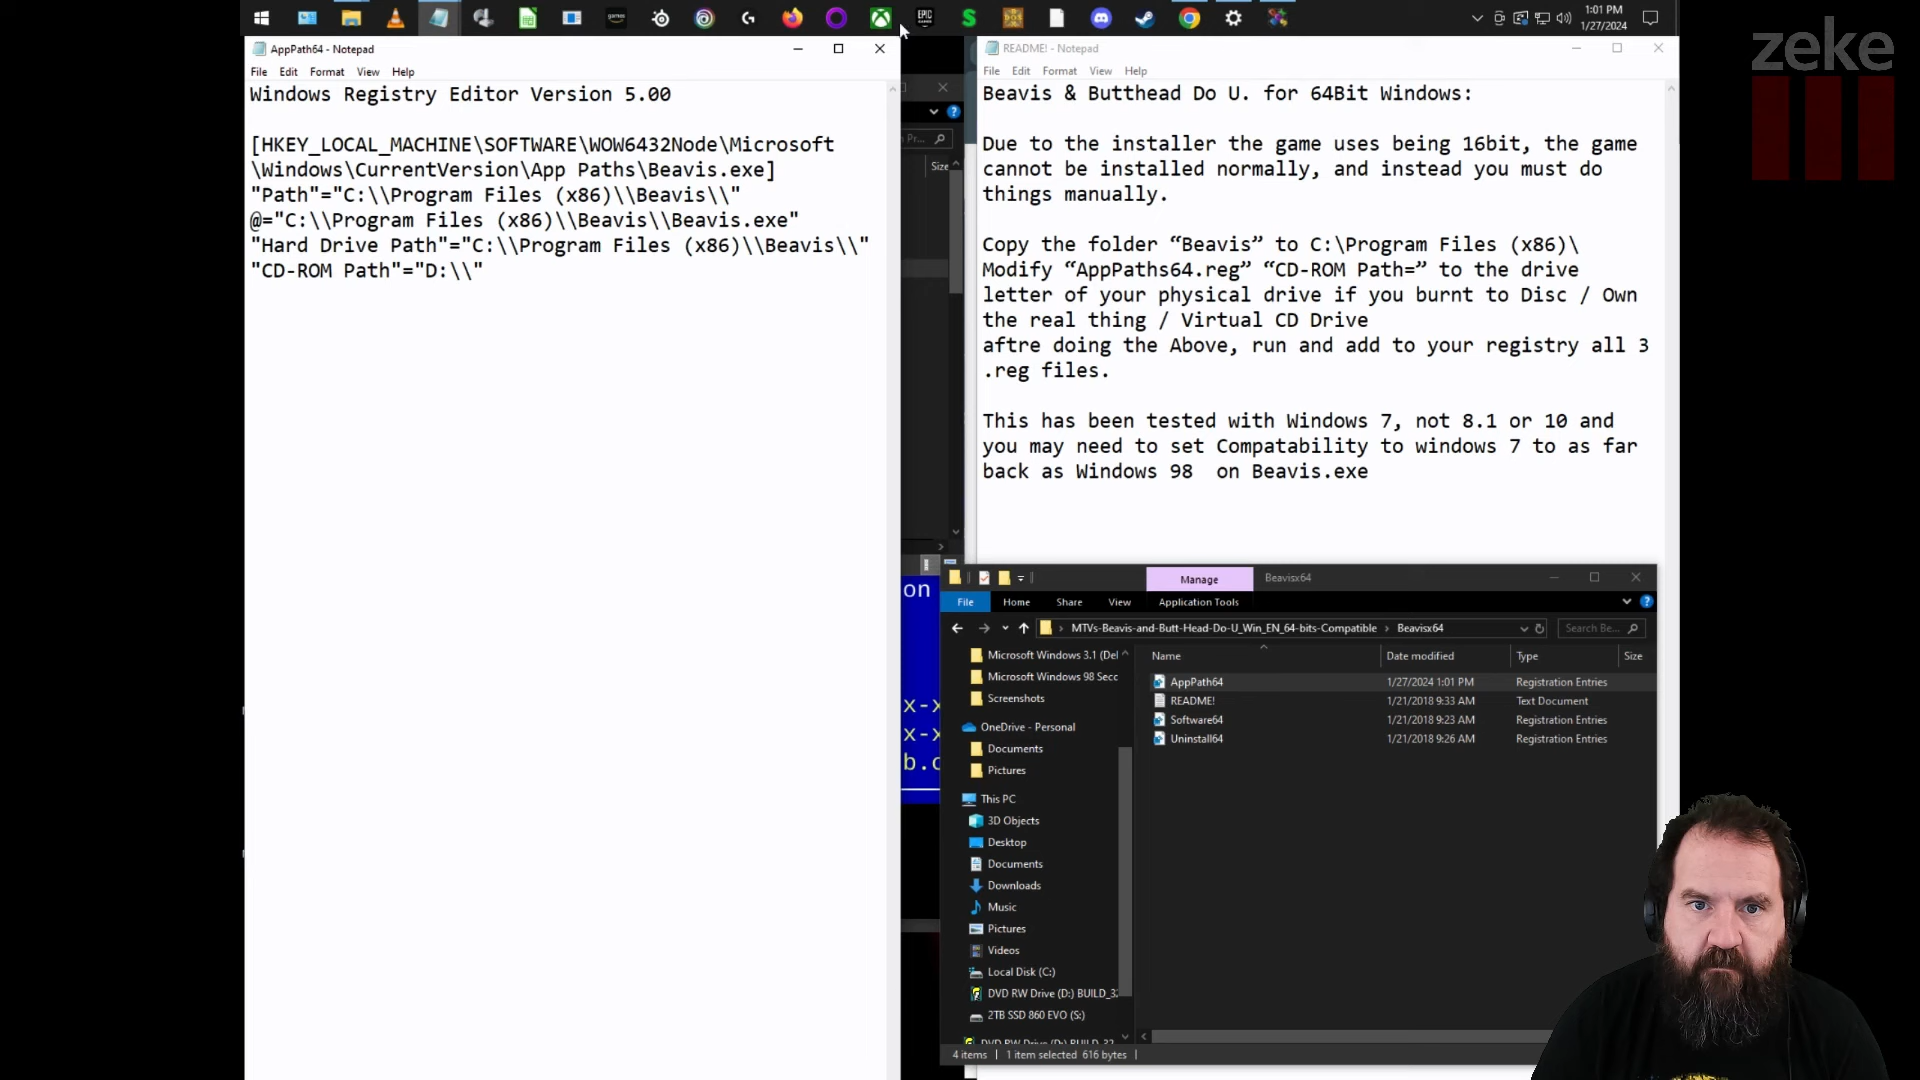 1:01 PM
1/27/2024
zeke
AppPath64 - Notepad
File Edit Format View Help
Windows Registry Editor Version 5.00
[HKEY_LOCAL_MACHINE\SOFTWARE\WOW6432Node\Microsoft
\Windows\CurrentVersion\App Paths\Beavis.exe]
"Path"="C:\\Program Files (x86)\\Beavis\\"
@="C:\\Program Files (x86)\\Beavis\\Beavis.exe"
"Hard Drive Path"="C:\\Program Files (x86)\\Beavis\\"
"CD-ROM Path"="D:\\"
Size
on
README! - Notepad
File Edit Format View Help
Beavis & Butthead Do U. for 64Bit Windows:
Due to the installer the game uses being 16bit, the game
cannot be installed normally, and instead you must do
things manually.
Copy the folder “Beavis” to C:\Program Files (x86)\
Modify “AppPaths64.reg” “CD-ROM Path=” to the drive
letter of your physical drive if you burnt to Disc / Own
the real thing / Virtual CD Drive
aftre doing the Above, run and add to your registry all 3
.reg files.
This has been tested with Windows 7, not 8.1 or 10 and
you may need to set Compatability to windows 7 to as far
back as Windows 98 on Beavis.exe
Manage Beavisx64
File Home Share View Application Tools
MTVs-Beavis-and-Butt-Head-Do-U_Win_EN_64-bits-Compatible Beavisx64 Search Be...
Name Date modified Type Size
AppPath64 1/27/2024 1:01 PM Registration Entries
README! 1/21/2018 9:33 AM Text Document
Software64 1/21/2018 9:23 AM Registration Entries
Uninstall64 1/21/2018 9:26 AM Registration Entries
Microsoft Windows 3.1 (Del
Microsoft Windows 98 Secc
Screenshots
OneDrive - Personal
Documents
Pictures
This PC
3D Objects
Desktop
Documents
Downloads
Music
Pictures
Videos
Local Disk (C:)
DVD RW Drive (D:) BUILD_32
2TB SSD 860 EVO (S:)
DVD RW Drive (D:) BUILD_32
4 items 1 item selected 616 bytes